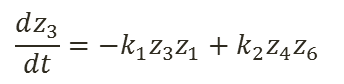 dz₃/dt = −k₁z₃z₁ + k₂z₄z₆